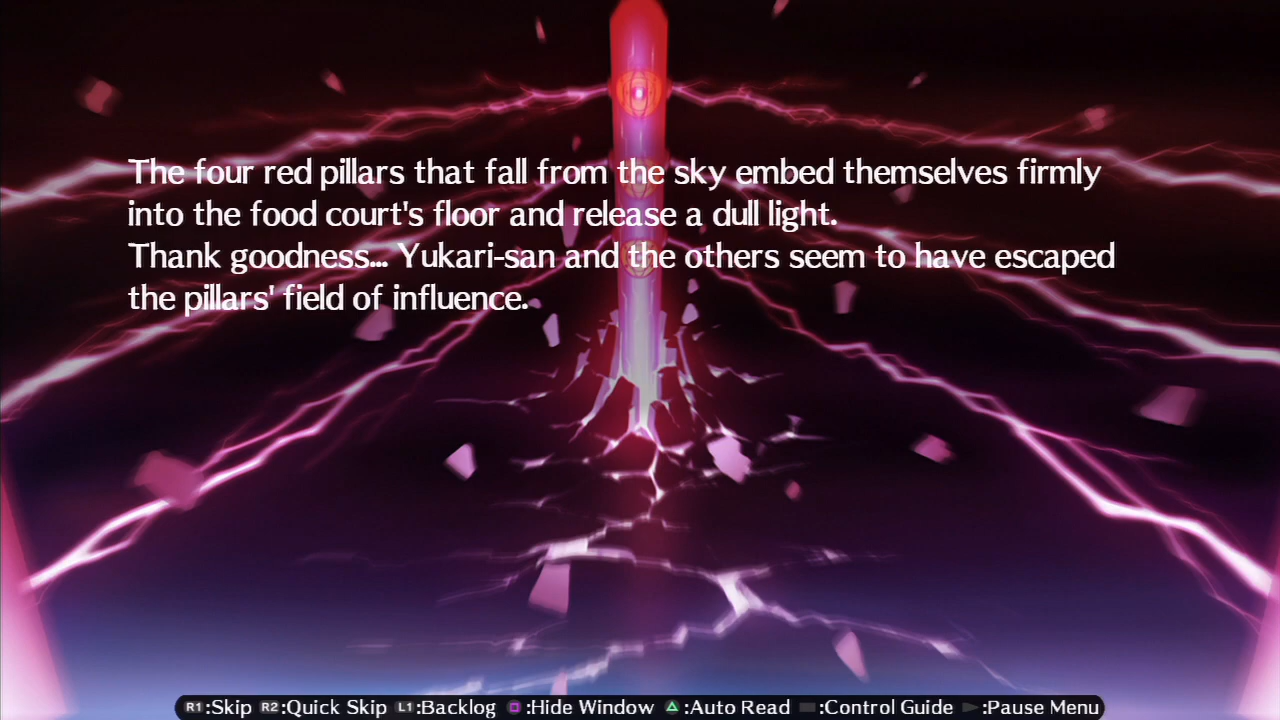 The four red pillars that fall from the sky embed themselves firmly
into the food court's floor and release a dull light.
Thank goodness... Yukari-san and the others seem to have escaped
the pillars' field of influence.
R1:Skip R2:Quick Skip L1:Backlog :Hide Window :Auto Read :Control Guide :Pause Menu